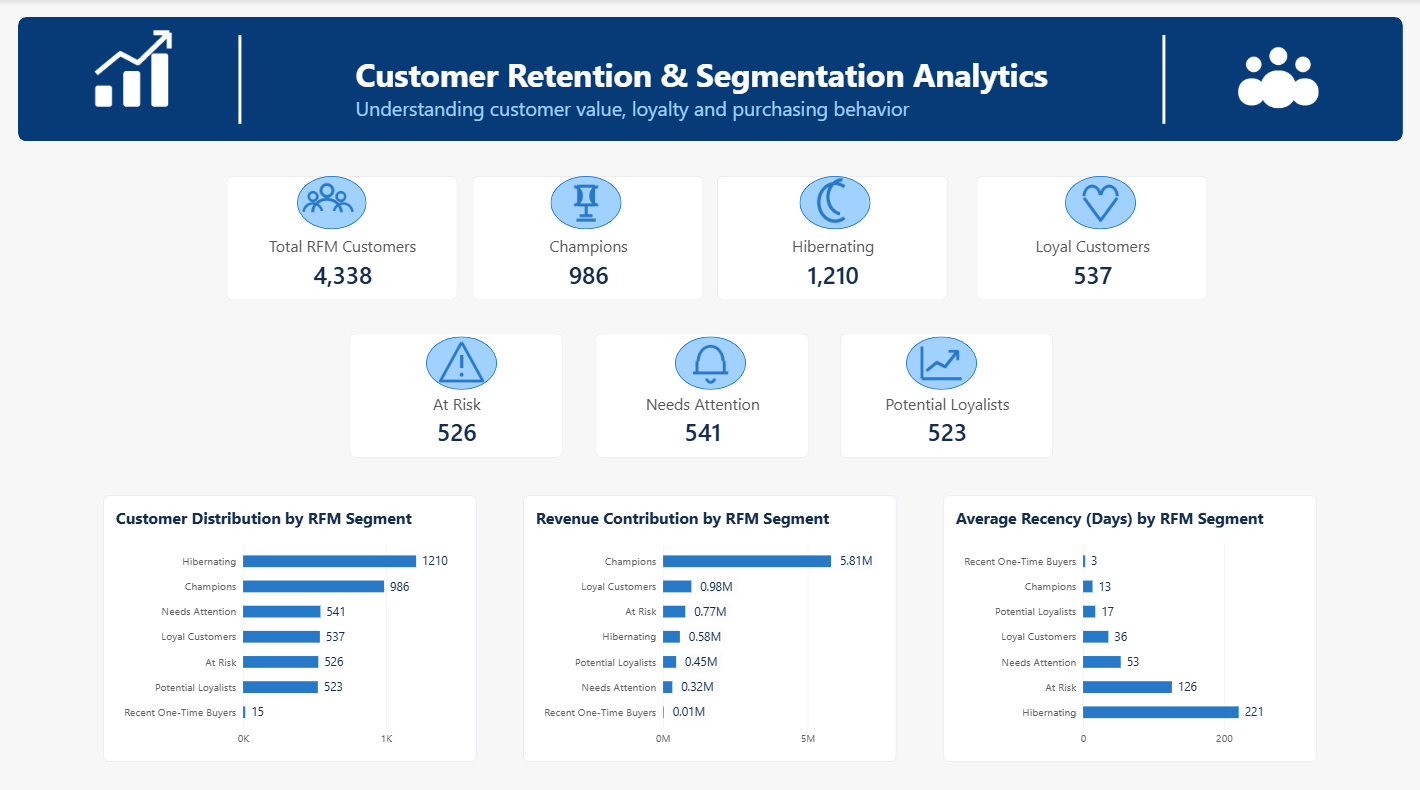 Customer Retention & Segmentation Analytics
Understanding customer value, loyalty and purchasing behavior
Total RFM Customers
4,338
Champions
986
Hibernating
1,210
Loyal Customers
537
At Risk
526
Needs Attention
541
Potential Loyalists
523
Customer Distribution by RFM Segment
Hibernating 1210
Champions 986
Needs Attention 541
Loyal Customers 537
At Risk 526
Potential Loyalists 523
Recent One-Time Buyers 15
0K 1K
Revenue Contribution by RFM Segment
Champions 5.81M
Loyal Customers 0.98M
At Risk 0.77M
Hibernating 0.58M
Potential Loyalists 0.45M
Needs Attention 0.32M
Recent One-Time Buyers 0.01M
0M 5M
Average Recency (Days) by RFM Segment
Recent One-Time Buyers 3
Champions 13
Potential Loyalists 17
Loyal Customers 36
Needs Attention 53
At Risk 126
Hibernating 221
0 200